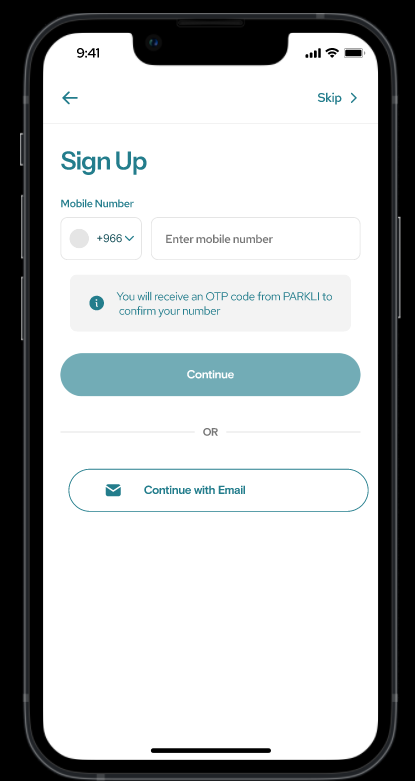 9:41
Skip
Sign Up
Mobile Number
+966
Enter mobile number
You will receive an OTP code from PARKLI to
confirm your number
Continue
OR
Continue with Email